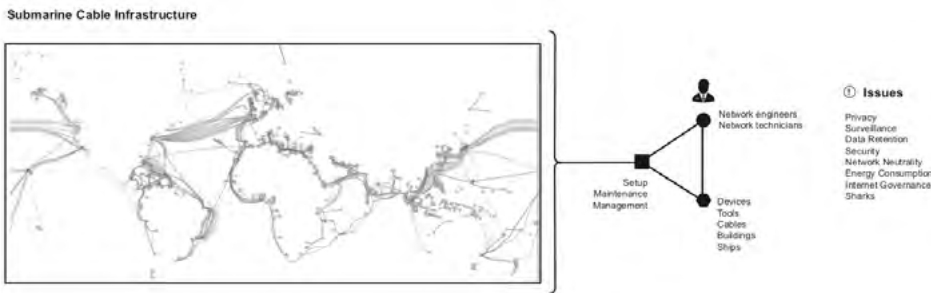 Submarine Cable Infrastructure
Network engineers
Network technicians
Setup
Maintenance
Management
Devices
Tools
Cables
Buildings
Ships
! Issues
Privacy
Surveillance
Data Retention
Security
Network Neutrality
Energy Consumption
Internet Governance
Sharks